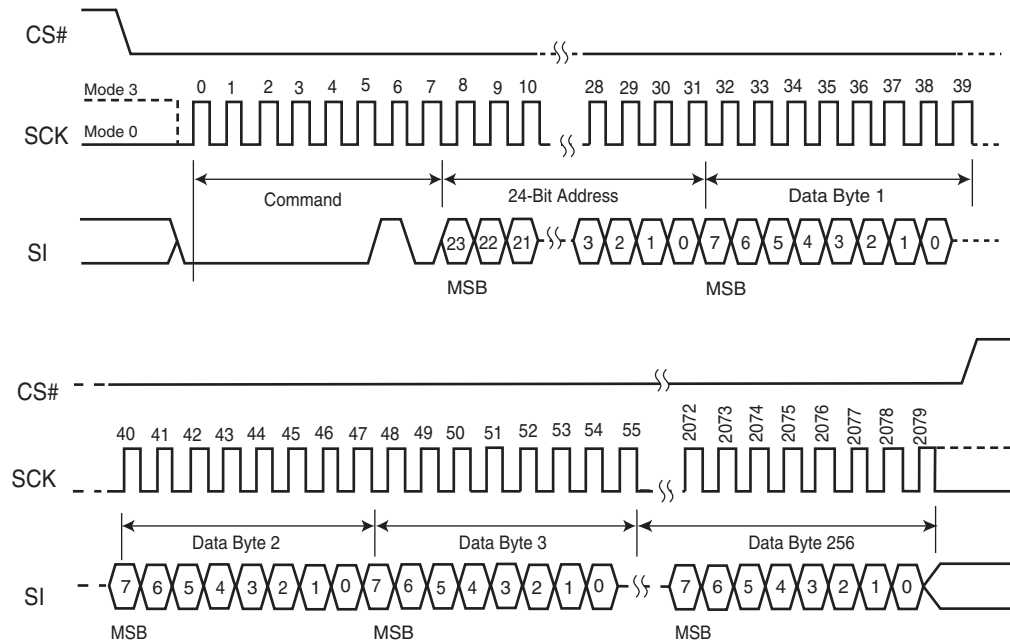 CS#
Mode 3
0 1 2 3 4 5 6 7 8 9 10 28 29 30 31 32 33 34 35 36 37 38 39
SCK
Mode 0
Command
24-Bit Address
Data Byte 1
SI
23 22 21 3 2 1 0 7 6 5 4 3 2 1 0
MSB
MSB
CS#
40 41 42 43 44 45 46 47 48 49 50 51 52 53 54 55 2072 2073 2074 2075 2076 2077 2078 2079
SCK
Data Byte 2
Data Byte 3
Data Byte 256
SI
7 6 5 4 3 2 1 0 7 6 5 4 3 2 1 0 7 6 5 4 3 2 1 0
MSB
MSB
MSB